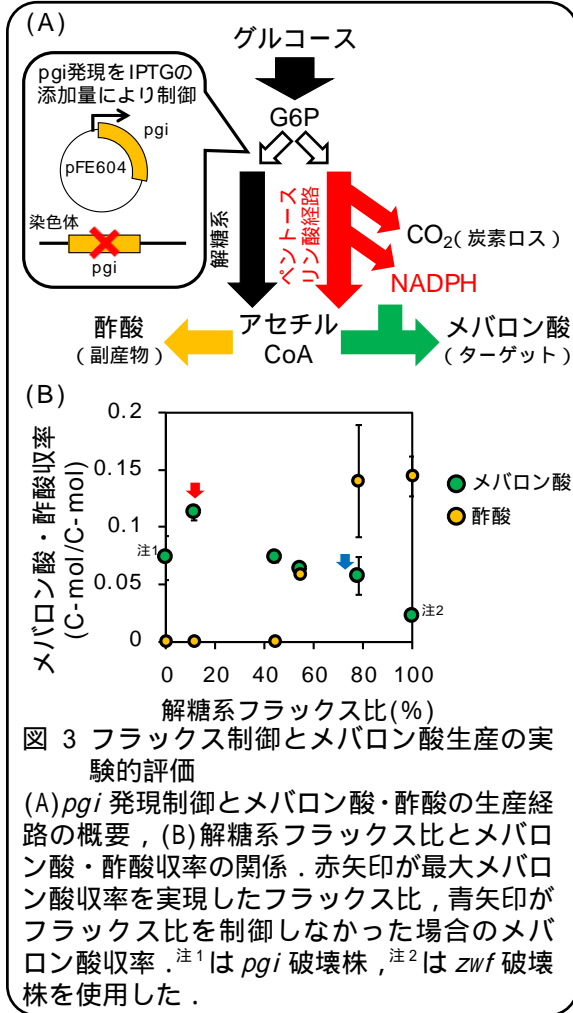 (A)
グルコース
pgi発現をIPTGの
添加量により制御
pgi
pFE604
染色体
pgi
G6P
解糖系
ペントース
リン酸経路
CO2(炭素ロス)
NADPH
酢酸
(副産物)
アセチル
CoA
メバロン酸
(ターゲット)
(B)
メバロン酸・酢酸収率
(C-mol/C-mol)
0.2
0.15
0.1
0.05
0
注1
注2
メバロン酸
酢酸
0 20 40 60 80 100
解糖系フラックス比(%)
図 3 フラックス制御とメバロン酸生産の実
験的評価
(A)pgi 発現制御とメバロン酸・酢酸の生産経
路の概要，(B)解糖系フラックス比とメバロ
ン酸・酢酸収率の関係．赤矢印が最大メバロ
ン酸収率を実現したフラックス比，青矢印が
フラックス比を制御しなかった場合のメバ
ロン酸収率．注1は pgi 破壊株，注2は zwf 破壊
株を使用した．